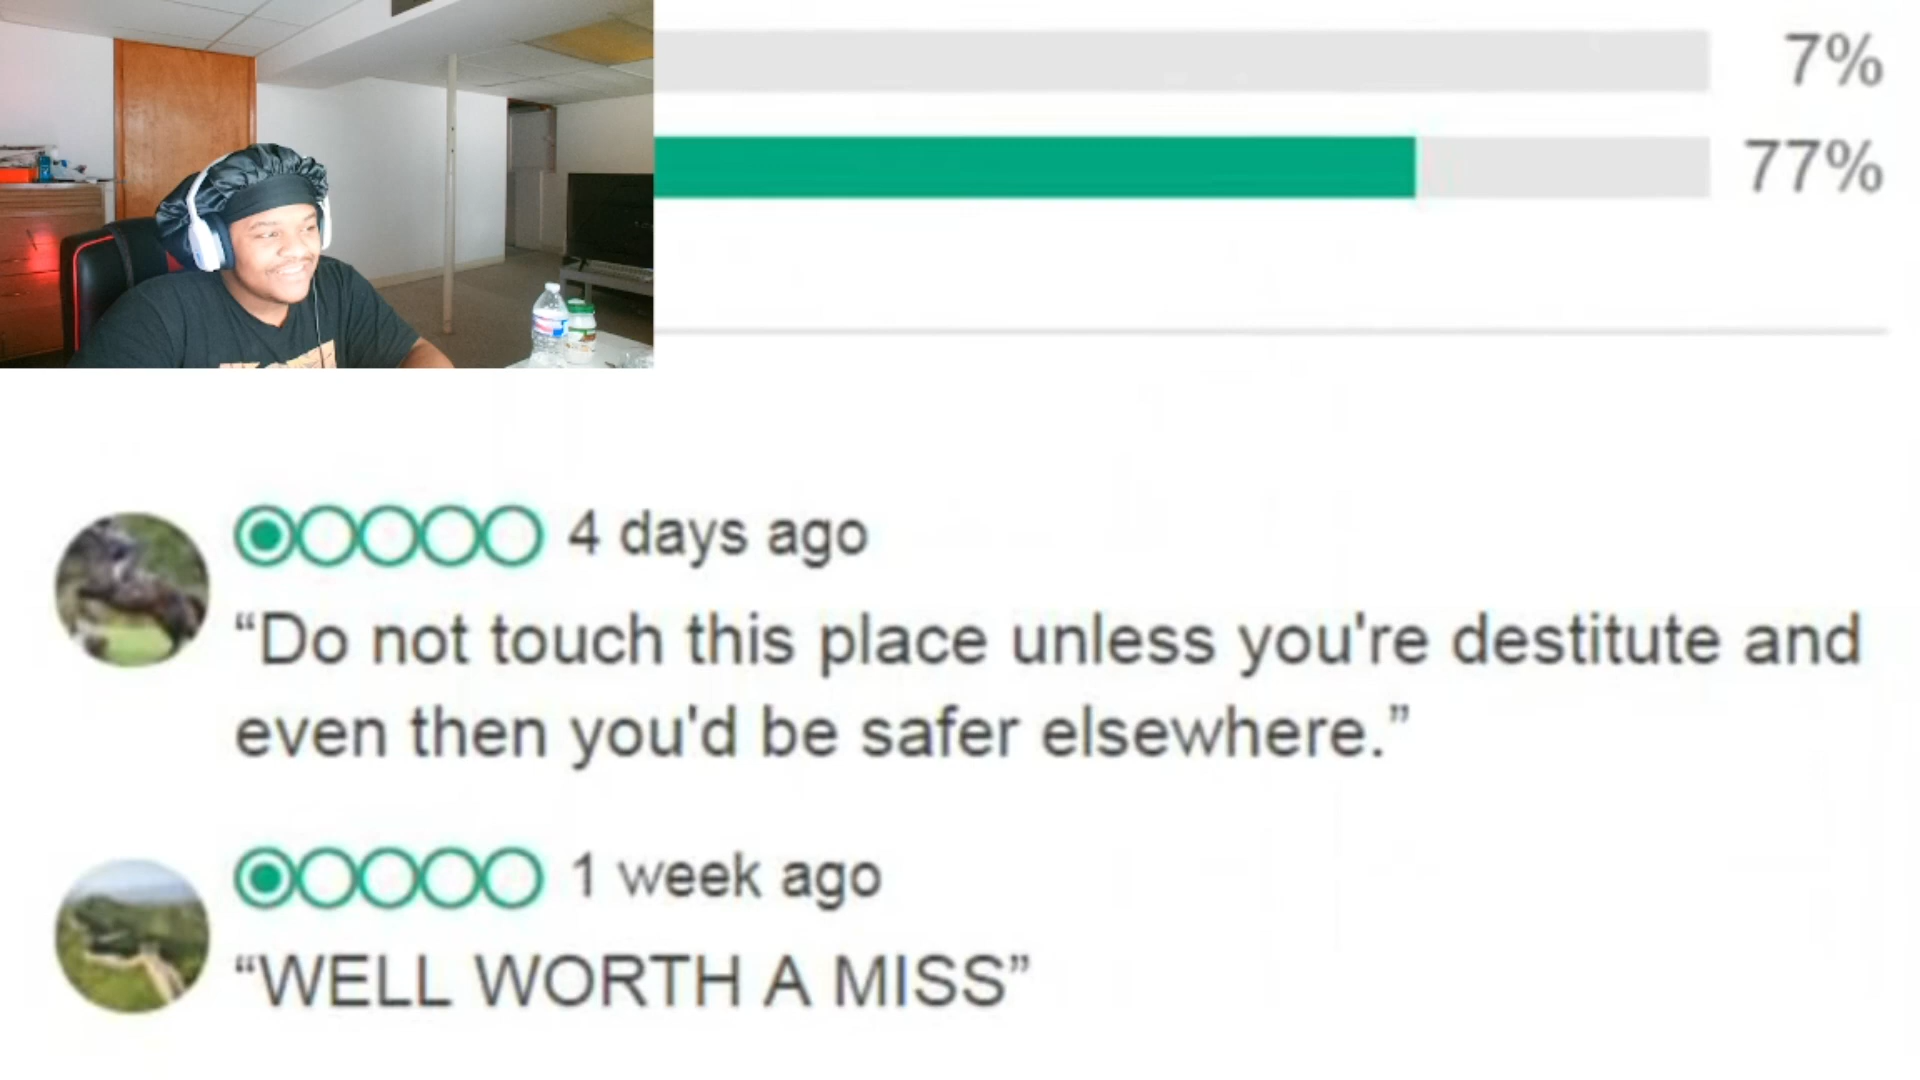 7%
77%
4 days ago
“Do not touch this place unless you're destitute and
even then you'd be safer elsewhere.”
1 week ago
“WELL WORTH A MISS”